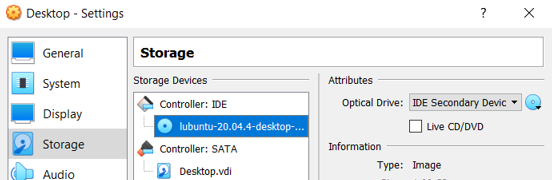 Desktop - Settings
? ×
General
System
Display
Storage
Audio
Storage
Storage Devices
Controller: IDE
lubuntu-20.04.4-desktop-...
Controller: SATA
Desktop.vdi
Attributes
Optical Drive: IDE Secondary Devic
Live CD/DVD
Information
Type: Image